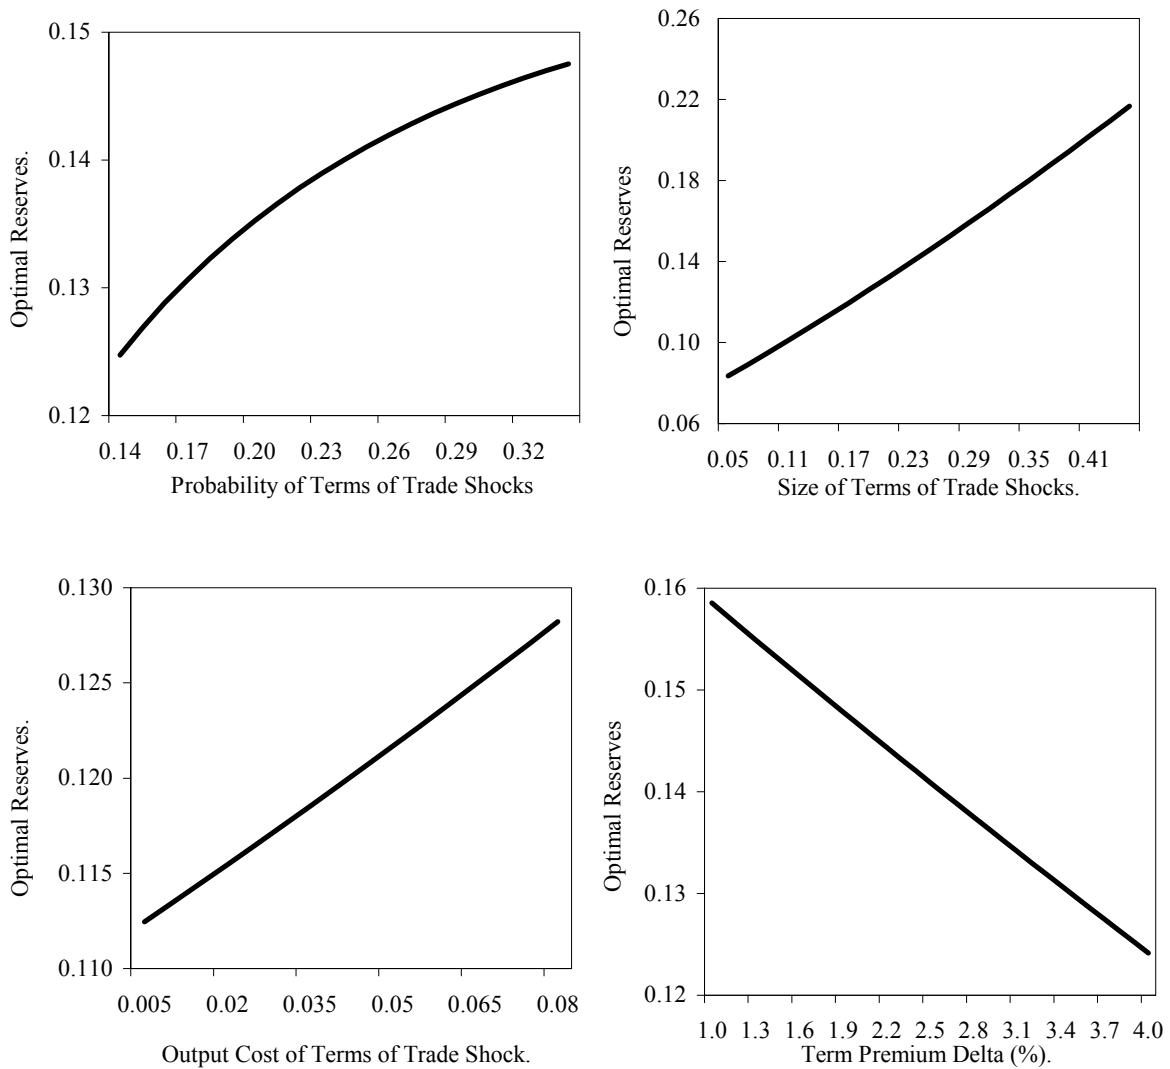 0.15
0.14
0.13
0.12
Optimal Reserves.
0.14 0.17 0.20 0.23 0.26 0.29 0.32
Probability of Terms of Trade Shocks
0.26
0.22
0.18
0.14
0.10
0.06
Optimal Reserves
0.05 0.11 0.17 0.23 0.29 0.35 0.41
Size of Terms of Trade Shocks.
0.130
0.125
0.120
0.115
0.110
Optimal Reserves.
0.005 0.02 0.035 0.05 0.065 0.08
Output Cost of Terms of Trade Shock.
0.16
0.15
0.14
0.13
0.12
Optimal Reserves
1.0 1.3 1.6 1.9 2.2 2.5 2.8 3.1 3.4 3.7 4.0
Term Premium Delta (%).